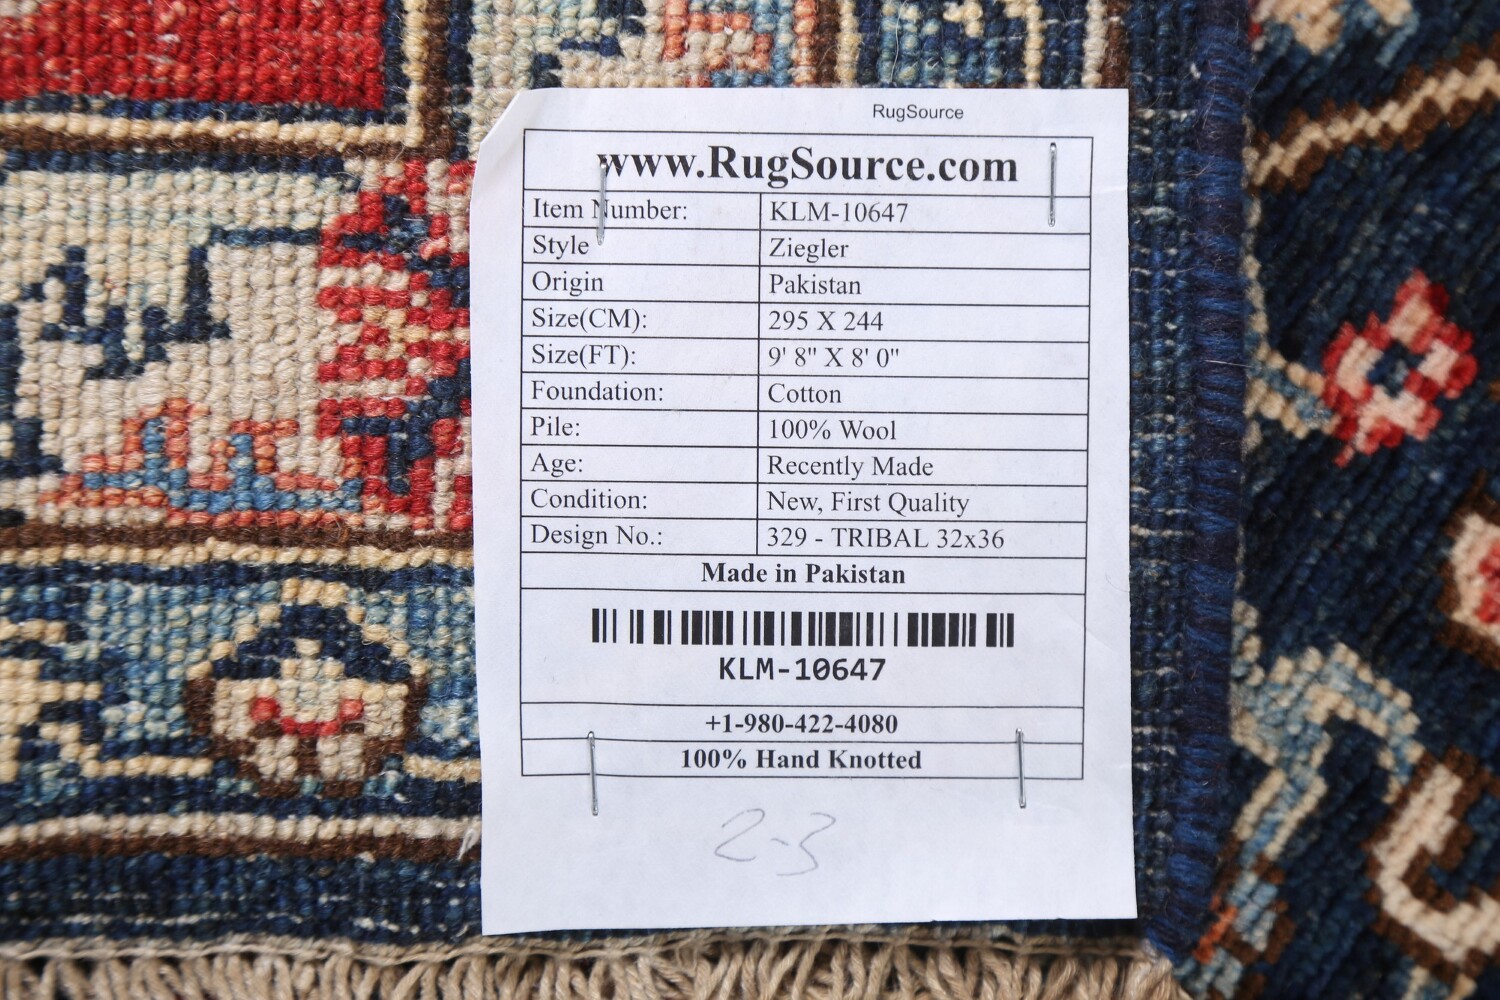 RugSource
www.RugSource.com
Item Number: KLM-10647
Style Ziegler
Origin Pakistan
Size(CM): 295 X 244
Size(FT): 9' 8" X 8' 0"
Foundation: Cotton
Pile: 100% Wool
Age: Recently Made
Condition: New, First Quality
Design No.: 329 - TRIBAL 32x36
Made in Pakistan
KLM-10647
+1-980-422-4080
100% Hand Knotted
2-3